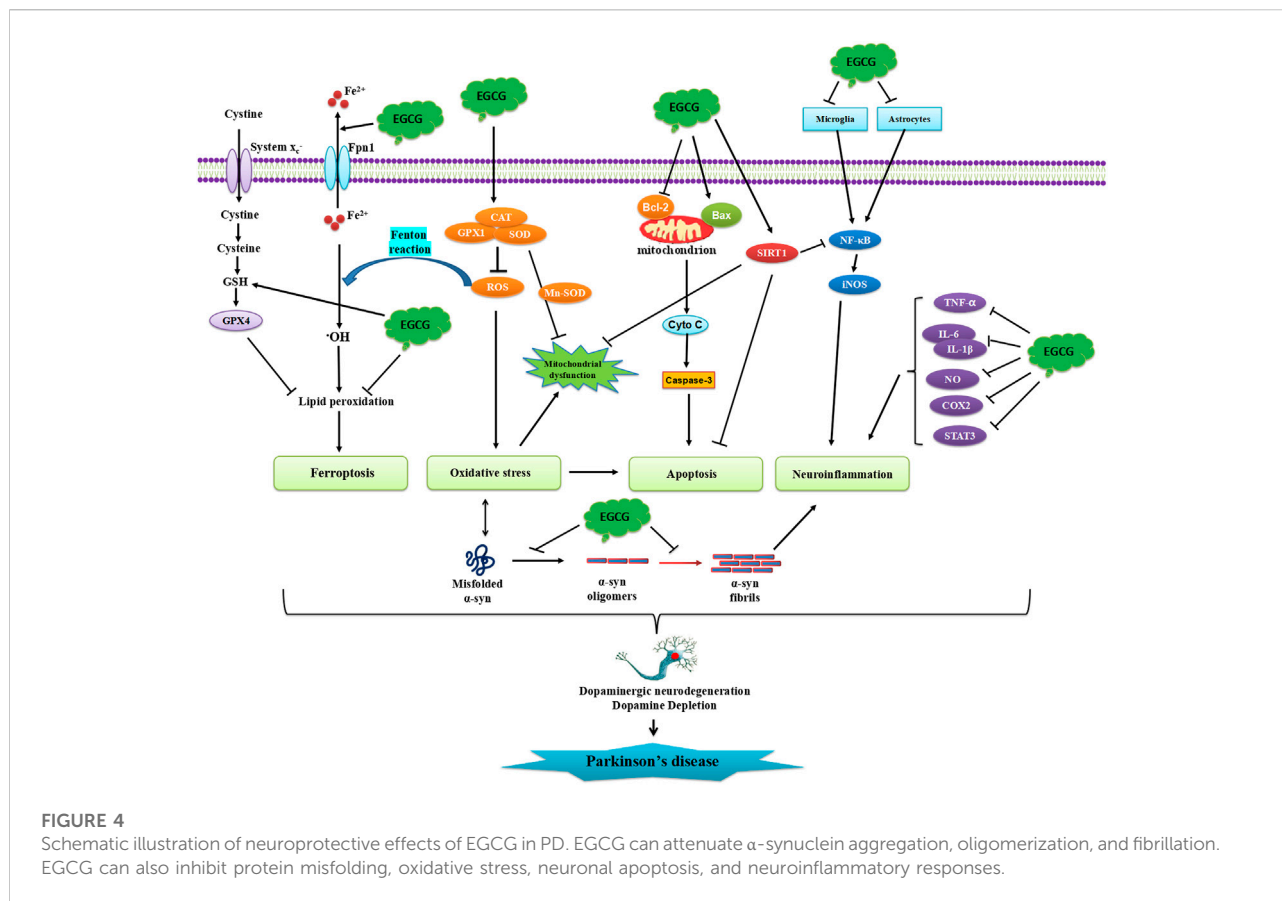 EGCG
Fe²⁺
EGCG
EGCG
EGCG
Cystine
Microglia
Astrocytes
System xc⁻
Fpn1
Cystine
Fe²⁺
Bcl-2
Bax
CAT
GPX1
SOD
Fenton
reaction
mitochondrion
SIRT1
NF-κB
Cysteine
GSH
ROS
Mn-SOD
iNOS
TNF-α
GPX4
EGCG
Cyto C
IL-6
IL-1β
EGCG
·OH
Mitochondrial
dysfunction
Caspase-3
NO
Lipid peroxidation
COX2
STAT3
Ferroptosis
Oxidative stress
Apoptosis
Neuroinflammation
EGCG
Misfolded
α-syn
α-syn
oligomers
α-syn
fibrils
Dopaminergic neurodegeneration
Dopamine Depletion
Parkinson's disease
FIGURE 4
Schematic illustration of neuroprotective effects of EGCG in PD. EGCG can attenuate α-synuclein aggregation, oligomerization, and fibrillation.
EGCG can also inhibit protein misfolding, oxidative stress, neuronal apoptosis, and neuroinflammatory responses.